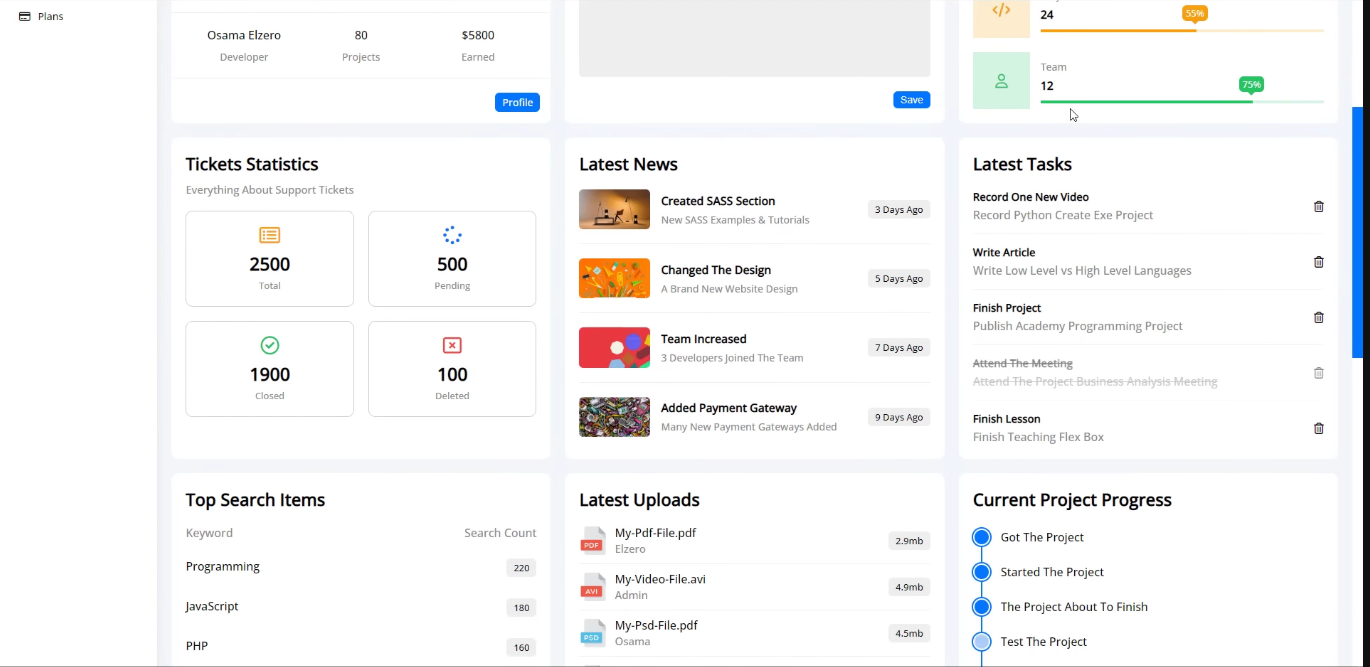 Plans
Osama Elzero
80
$5800
Developer
Projects
Earned
Profile
Save
</>
24
55%
Team
12
75%
Tickets Statistics
Everything About Support Tickets
2500
Total
500
Pending
1900
Closed
100
Deleted
Latest News
Created SASS Section
New SASS Examples & Tutorials
3 Days Ago
Changed The Design
A Brand New Website Design
5 Days Ago
Team Increased
3 Developers Joined The Team
7 Days Ago
Added Payment Gateway
Many New Payment Gateways Added
9 Days Ago
Latest Tasks
Record One New Video
Record Python Create Exe Project
Write Article
Write Low Level vs High Level Languages
Finish Project
Publish Academy Programming Project
Attend The Meeting
Attend The Project Business Analysis Meeting
Finish Lesson
Finish Teaching Flex Box
Top Search Items
Keyword
Search Count
Programming
220
JavaScript
180
PHP
160
Latest Uploads
PDF
My-Pdf-File.pdf
Elzero
2.9mb
AVI
My-Video-File.avi
Admin
4.9mb
PSD
My-Psd-File.pdf
Osama
4.5mb
Current Project Progress
Got The Project
Started The Project
The Project About To Finish
Test The Project